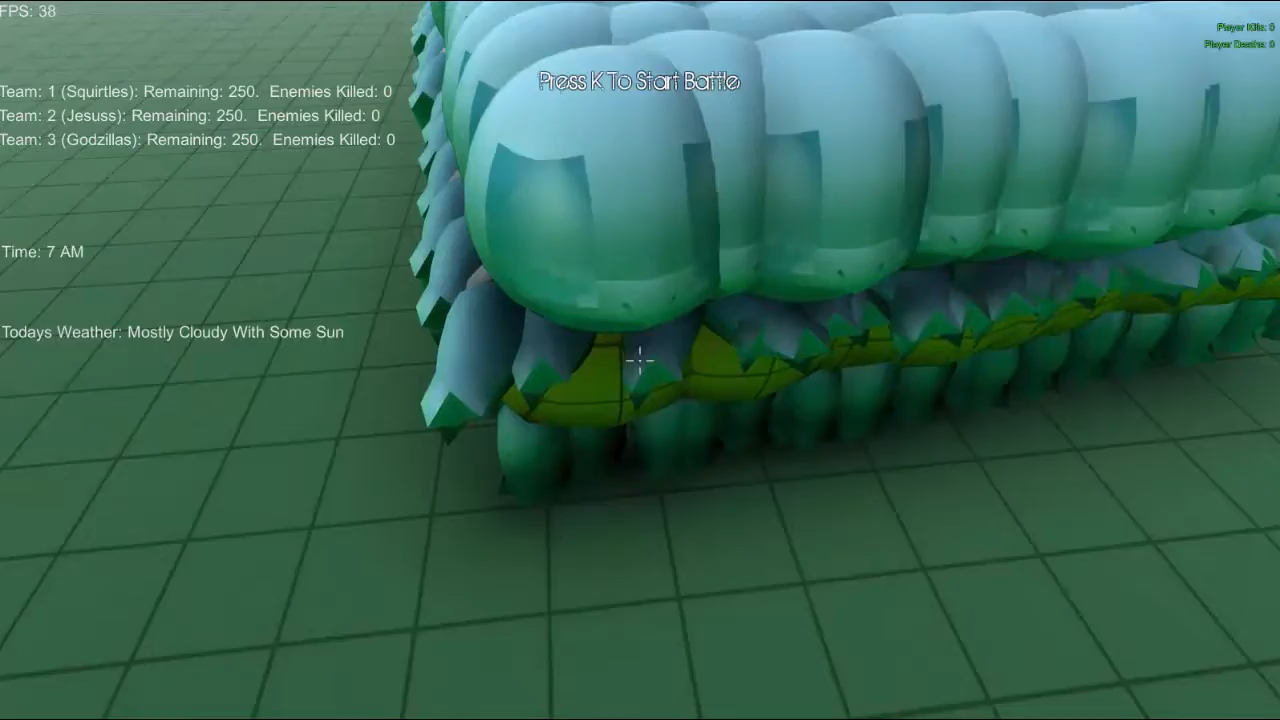 FPS: 38
Player Kills: 0
Player Deaths: 0
Press K To Start Battle
Team: 1 (Squirtles): Remaining: 250.  Enemies Killed: 0
Team: 2 (Jesuss): Remaining: 250.  Enemies Killed: 0
Team: 3 (Godzillas): Remaining: 250.  Enemies Killed: 0
Time: 7 AM
Todays Weather: Mostly Cloudy With Some Sun